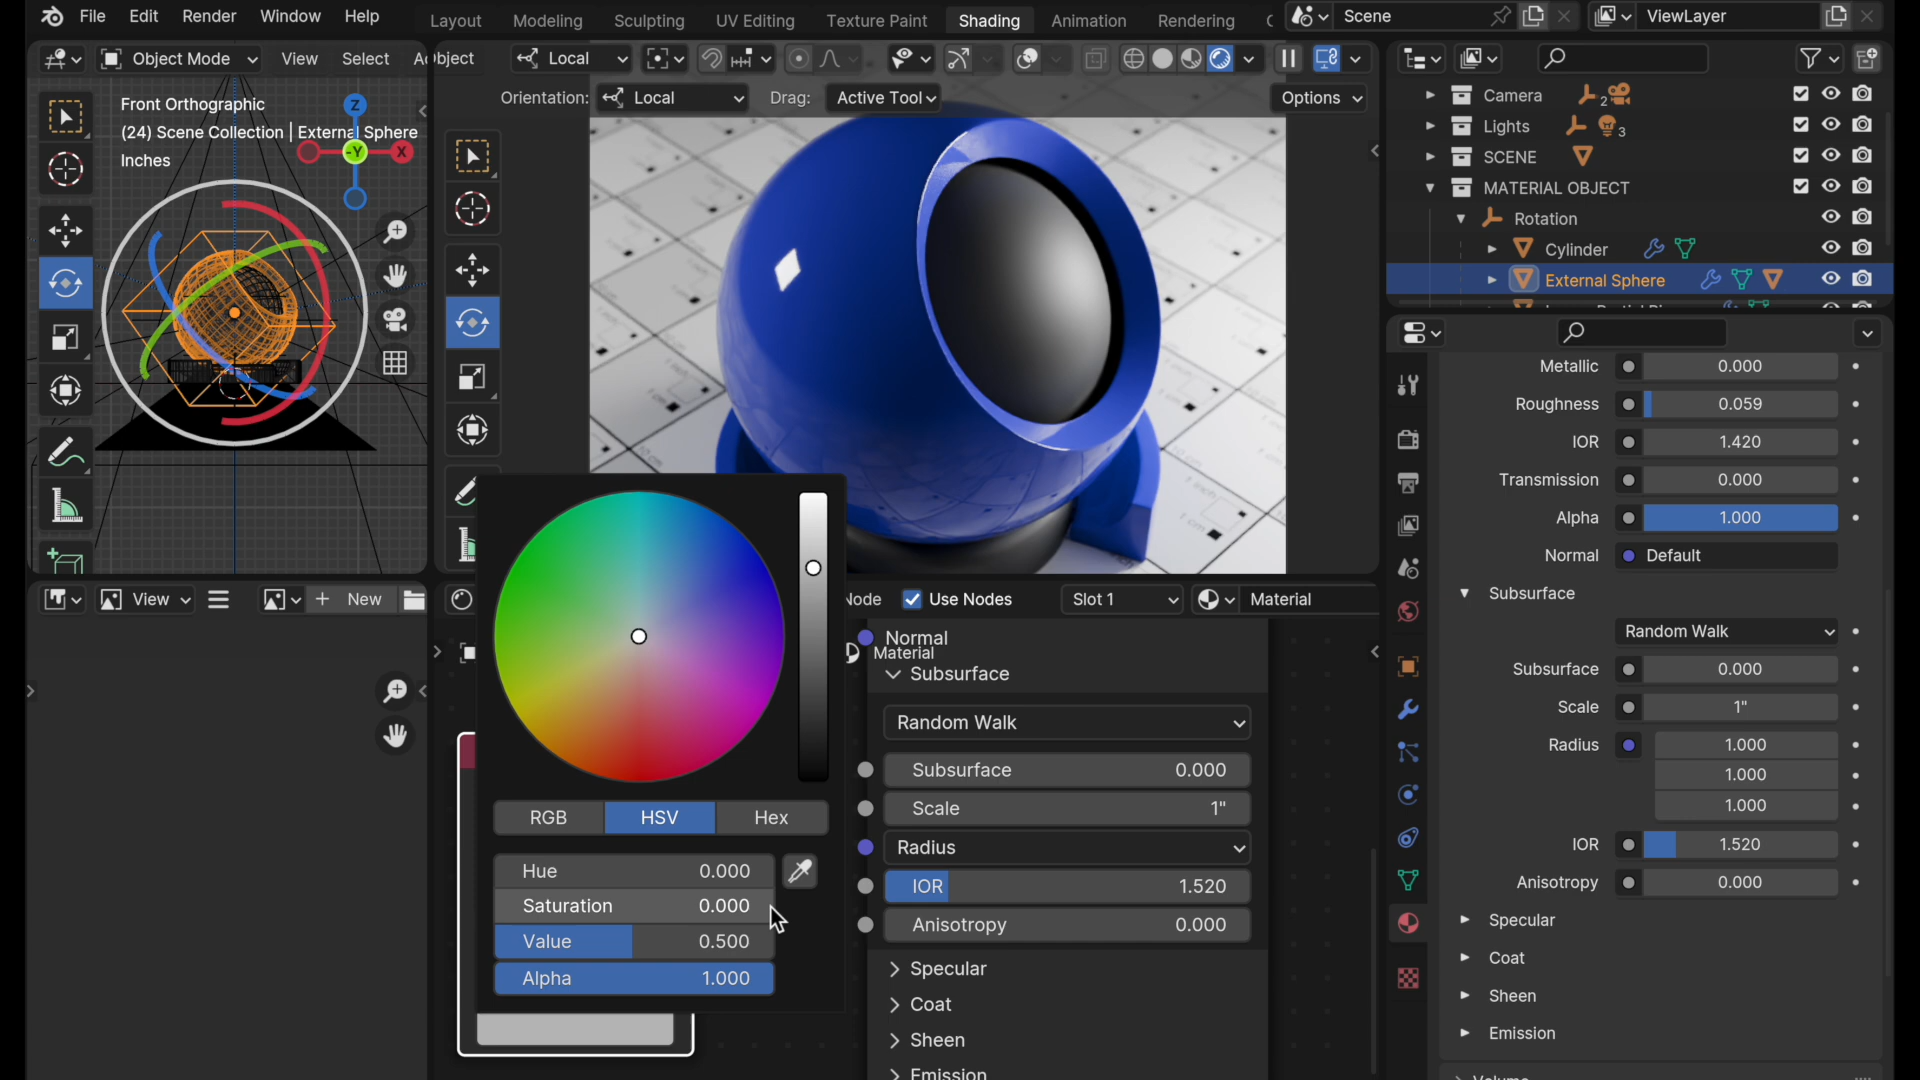 File Edit Render Window Help
Layout Modeling Sculpting UV Editing Texture Paint Shading Animation Rendering
Scene
ViewLayer
Object Mode View Select
Object
Local
Orientation: Local Drag: Active Tool
Options
Front Orthographic
(24) Scene Collection | External Sphere
Inches
Z
-Y
X
Camera 2
Lights 3
SCENE
MATERIAL OBJECT
Rotation
Cylinder
External Sphere
Metallic 0.000
Roughness 0.059
IOR 1.420
Transmission 0.000
Alpha 1.000
Normal Default
Subsurface
Random Walk
Subsurface 0.000
Scale 1"
Radius 1.000
1.000
1.000
IOR 1.520
Anisotropy 0.000
Specular
Coat
Sheen
Emission
Volume
View
New
Node Use Nodes Slot 1 Material
Normal
Material
Subsurface
Random Walk
Subsurface 0.000
Scale 1"
Radius
IOR 1.520
Anisotropy 0.000
Specular
Coat
Sheen
Emission
RGB HSV Hex
Hue 0.000
Saturation 0.000
Value 0.500
Alpha 1.000